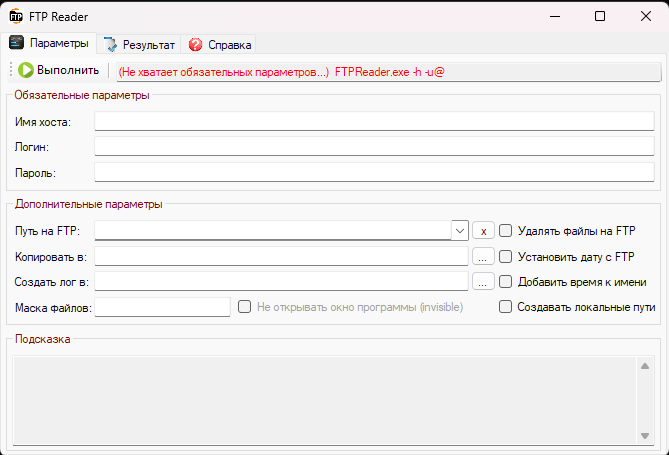 FTP FTP Reader
Параметры Результат Справка
Выполнить (Не хватает обязательных параметров...) FTPReader.exe -h -u@
Обязательные параметры
Имя хоста:
Логин:
Пароль:
Дополнительные параметры
Путь на FTP: x Удалять файлы на FTP
Копировать в: ... Установить дату с FTP
Создать лог в: ... Добавить время к имени
Маска файлов: Не открывать окно программы (invisible) Создавать локальные пути
Подсказка